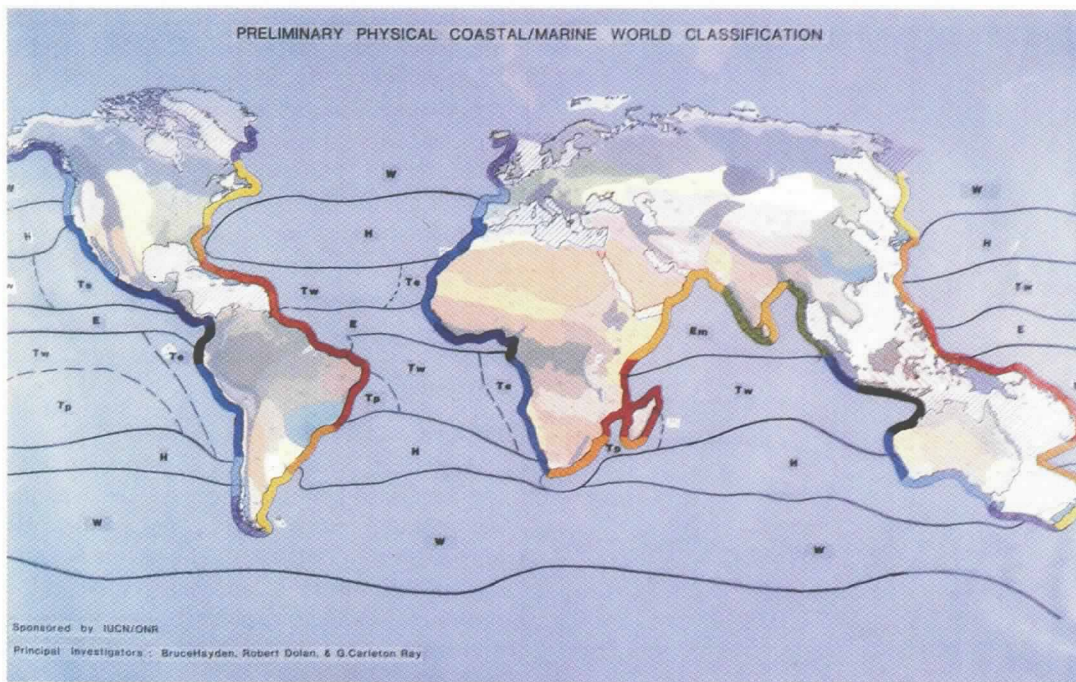 PRELIMINARY PHYSICAL COASTAL/MARINE WORLD CLASSIFICATION
W
W
W
H
H
H
Ts
Tw
Te
Tw
E
E
Em
E
Tw
Te
Tw
Te
Tw
Tp
Tp
Tp
H
H
H
W
W
W
Sponsored by IUCN/ONR
Principal Investigators : BruceHayden, Robert Dolan, & G.Carleton Ray